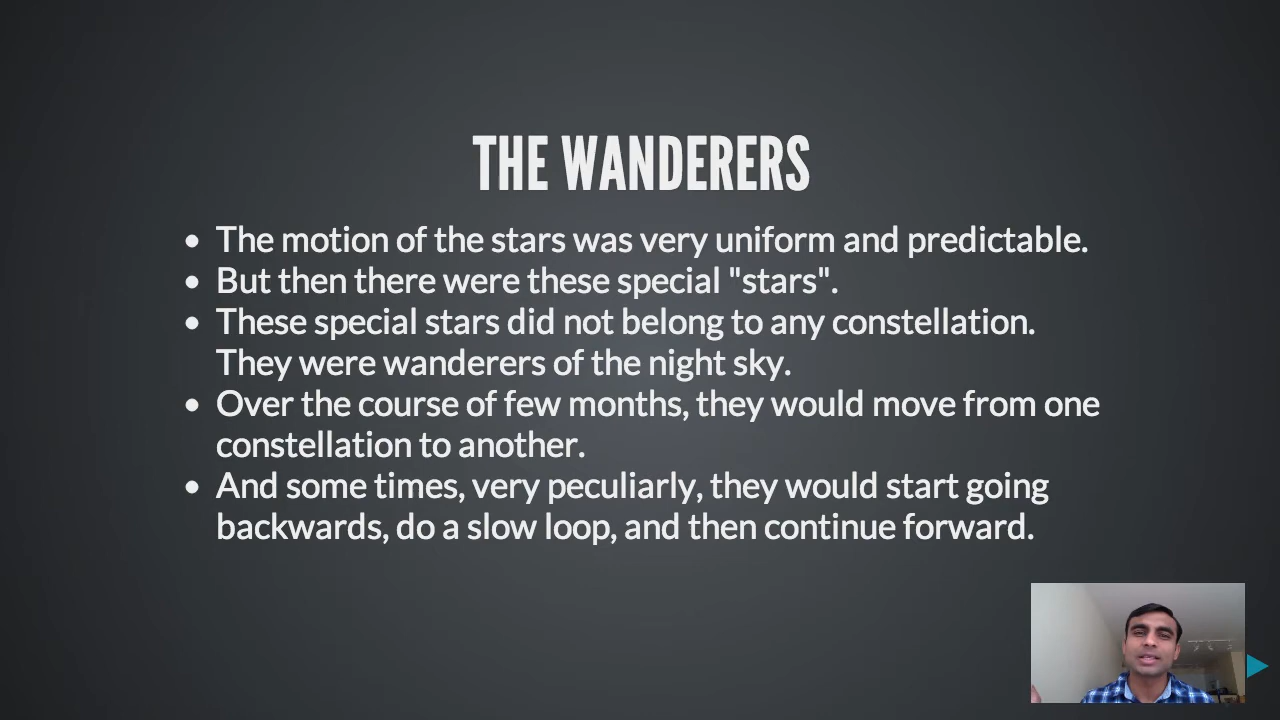 THE WANDERERS
The motion of the stars was very uniform and predictable.
But then there were these special "stars".
These special stars did not belong to any constellation.
They were wanderers of the night sky.
Over the course of few months, they would move from one
constellation to another.
And some times, very peculiarly, they would start going
backwards, do a slow loop, and then continue forward.